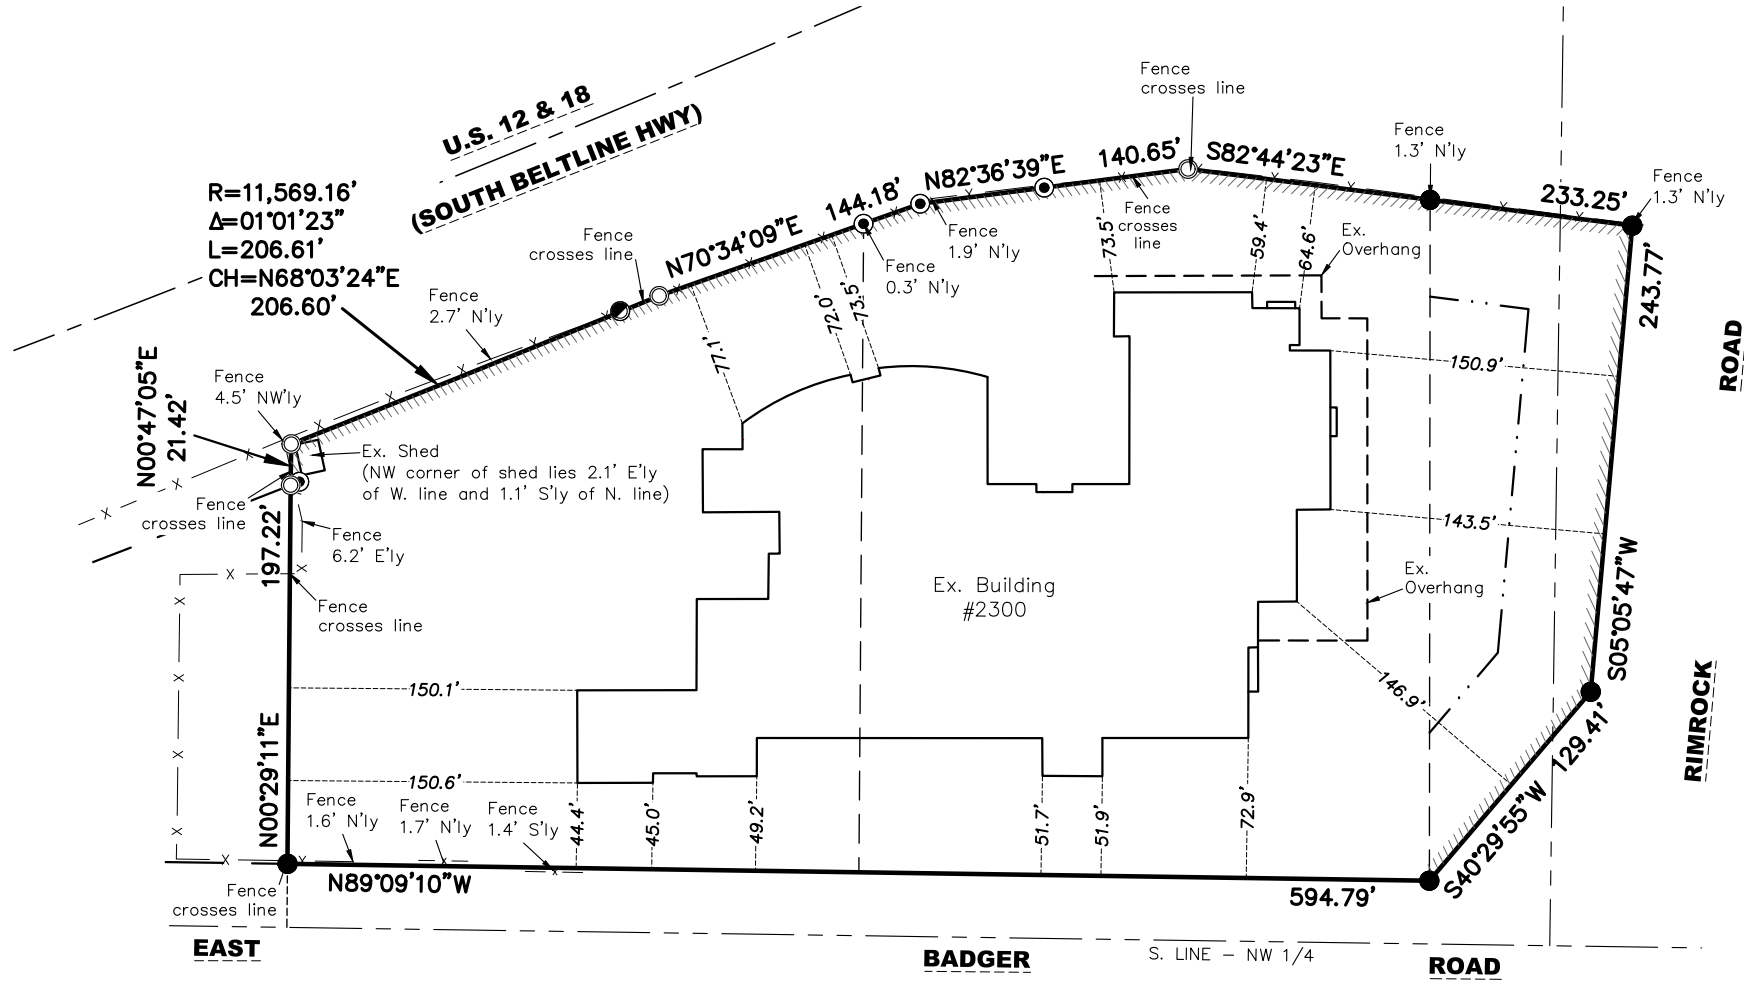 U.S. 12 & 18
(SOUTH BELTLINE HWY)
R=11,569.16'
Δ=01°01'23"
L=206.61'
CH=N68°03'24"E
206.60'
Fence
crosses line
N70°34'09"E
144.18'
N82°36'39"E
140.65'
Fence
crosses line
S82°44'23"E
Fence
1.3' N'ly
233.25'
Fence
1.3' N'ly
Fence
2.7' N'ly
Fence
0.3' N'ly
Fence
1.9' N'ly
Fence
crosses
line
73.5'
59.4'
64.6'
Ex.
Overhang
243.77'
ROAD
N00°47'05"E
21.42'
Fence
4.5' NW'ly
77.1'
72.0'
73.5'
150.9'
Ex. Shed
(NW corner of shed lies 2.1' E'ly
of W. line and 1.1' S'ly of N. line)
Fence
crosses line
197.22'
Fence
6.2' E'ly
143.5'
S05°05'47"W
Ex.
Overhang
Ex. Building
#2300
Fence
crosses line
150.1'
146.9'
129.41'
RIMROCK
N00°29'11"E
150.6'
Fence
1.6' N'ly
Fence
1.7' N'ly
Fence
1.4' S'ly
44.4'
45.0'
49.2'
51.7'
51.9'
72.9'
S40°29'55"W
N89°09'10"W
594.79'
Fence
crosses line
EAST
BADGER
S. LINE - NW 1/4
ROAD